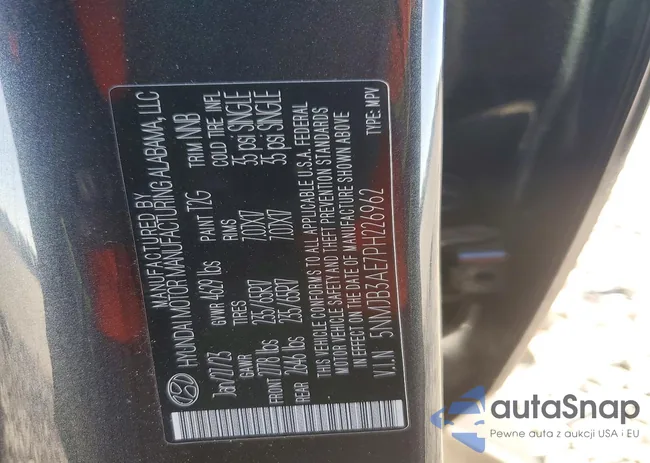 MANUFACTURED BY
HYUNDAI MOTOR MANUFACTURING ALABAMA, LLC
Jan/27/23 GVWR 4629 lbs PAINT T2G TRIM NNB
GAWR TIRES RIMS COLD TIRE INFL
FRONT 2778 lbs 235/65R17 7.0JX17 35 psi SINGLE
REAR 2646 lbs 235/65R17 7.0JX17 35 psi SINGLE
THIS VEHICLE CONFORMS TO ALL APPLICABLE U.S.A. FEDERAL
MOTOR VEHICLE SAFETY AND THEFT PREVENTION STANDARDS
IN EFFECT ON THE DATE OF MANUFACTURE SHOWN ABOVE
V.I.N 5NMJB3AE7PH226962 TYPE: MPV
autaSnap
Pewne auta z aukcji USA i EU